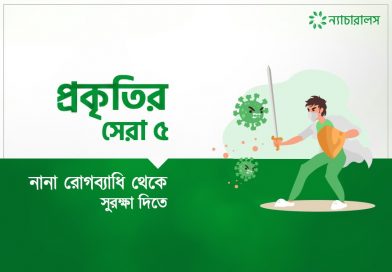 ন্যাচারালস
প্রকৃতির
সেরা ৫
নানা রোগব্যাধি থেকে
সুরক্ষা দিতে